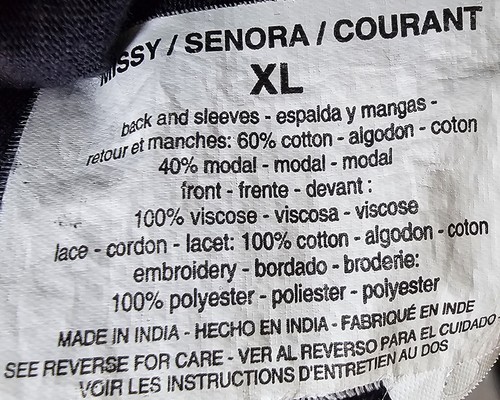 MISSY / SENORA / COURANT
XL
back and sleeves - espalda y mangas -
retour et manches: 60% cotton - algodon - coton
40% modal - modal - modal
front - frente - devant :
100% viscose - viscosa - viscose
lace - cordon - lacet: 100% cotton - algodon - coton
embroidery - bordado - broderie:
100% polyester - poliester - polyester
MADE IN INDIA - HECHO EN INDIA - FABRIQUÉ EN INDE
SEE REVERSE FOR CARE - VER AL REVERSO PARA EL CUIDADO -
VOIR LES INSTRUCTIONS D'ENTRETIEN AU DOS